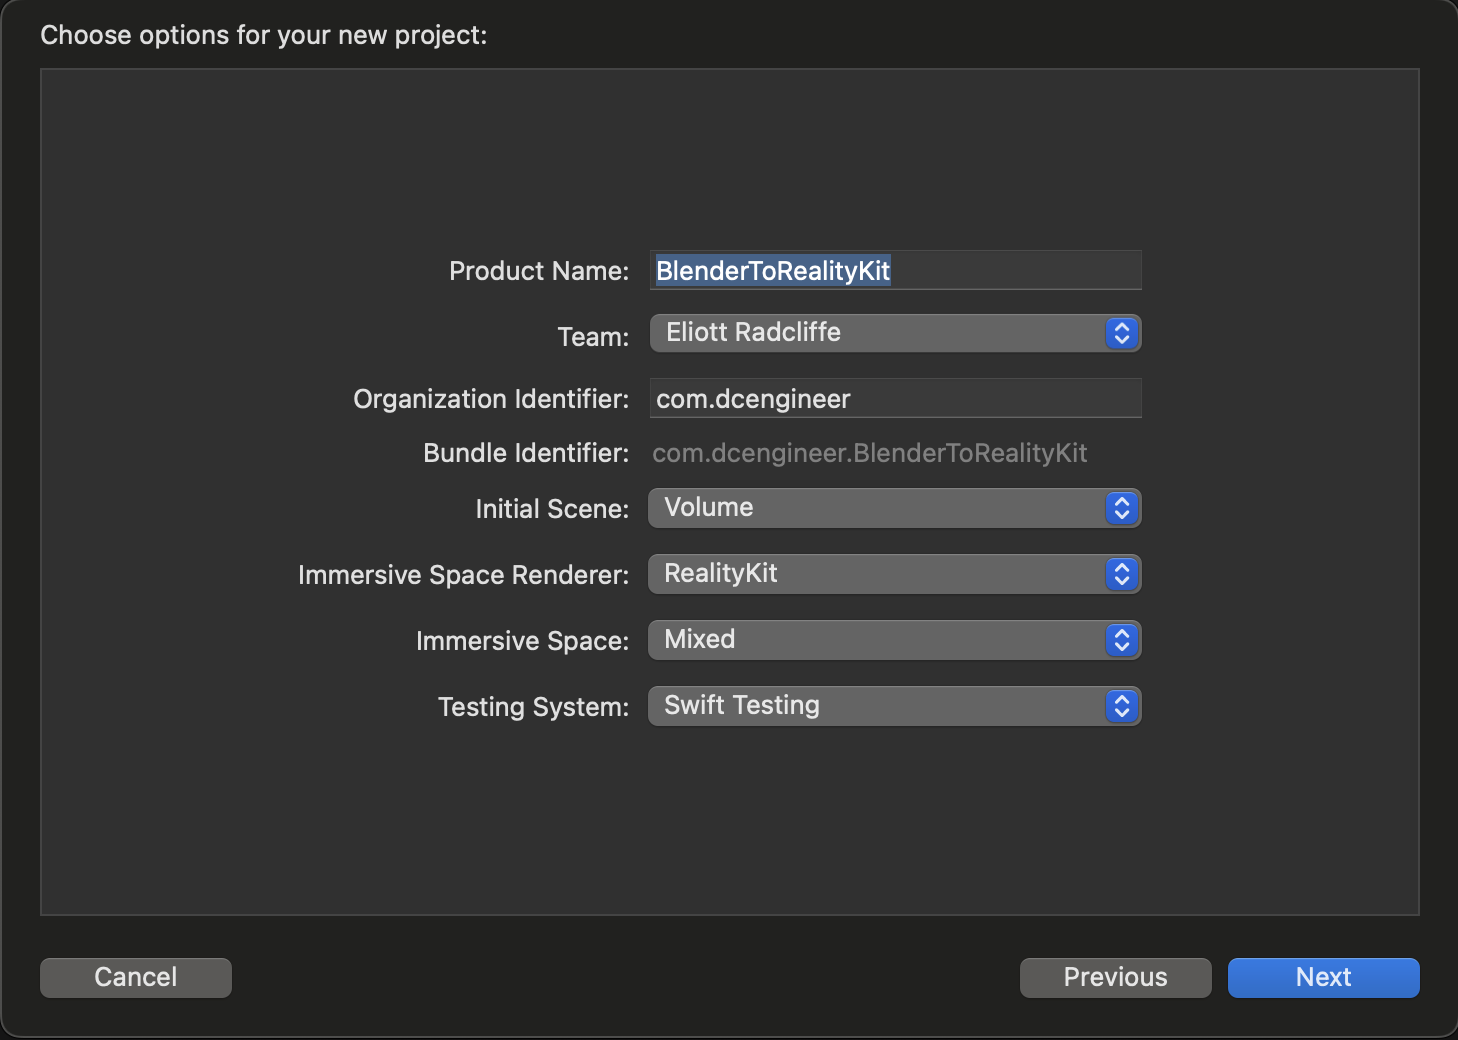 Choose options for your new project:
Product Name: BlenderToRealityKit
Team: Eliott Radcliffe
Organization Identifier: com.dcengineer
Bundle Identifier: com.dcengineer.BlenderToRealityKit
Initial Scene: Volume
Immersive Space Renderer: RealityKit
Immersive Space: Mixed
Testing System: Swift Testing
Cancel Previous Next